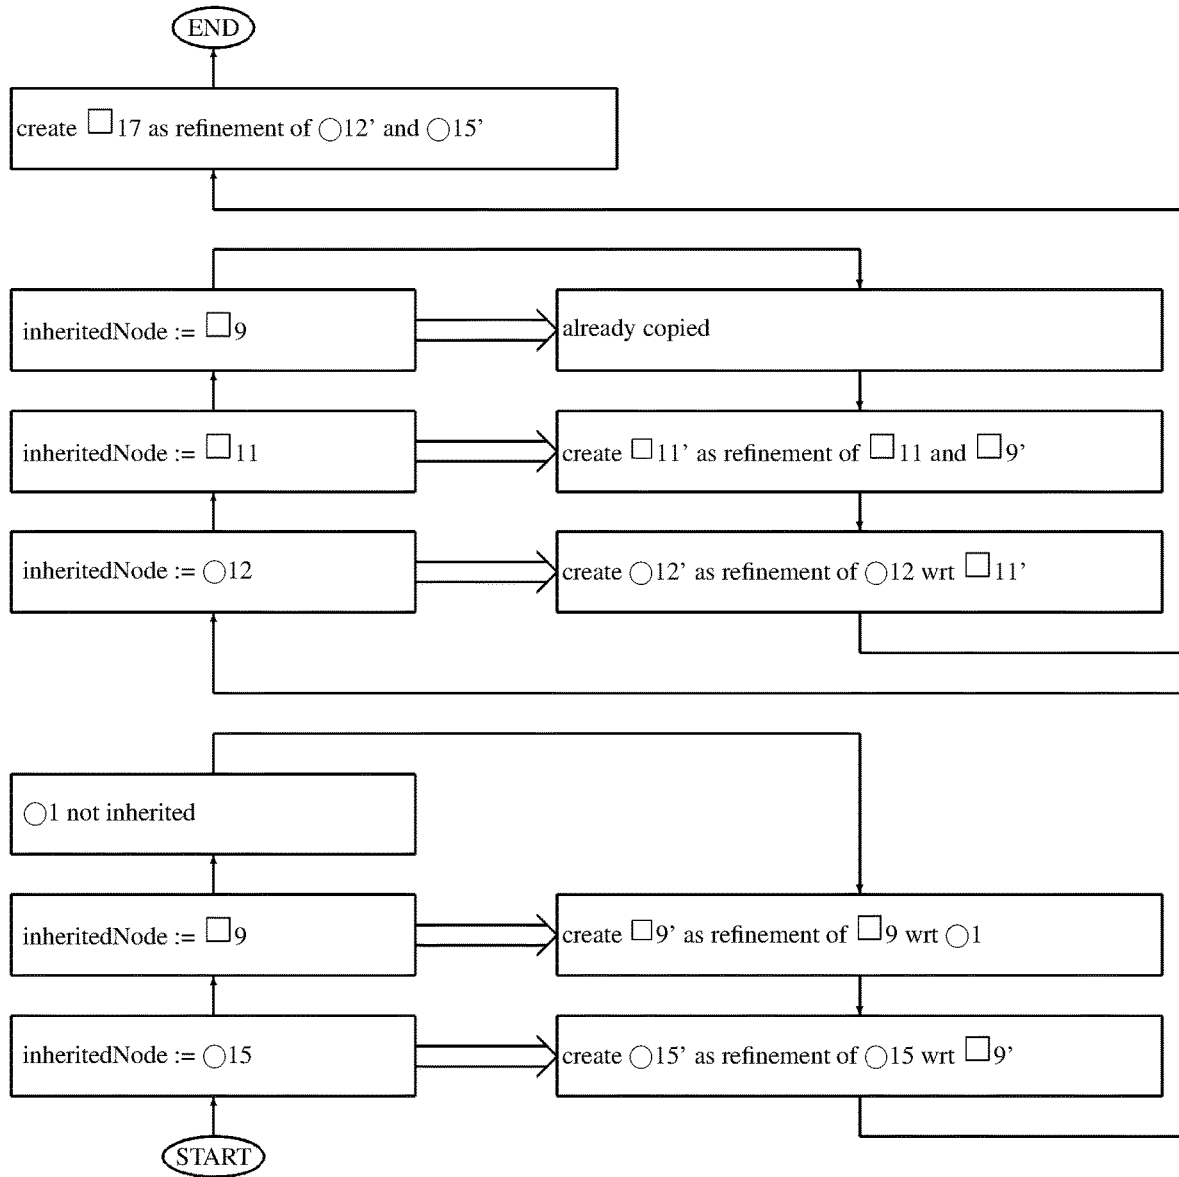 END
create □17 as refinement of ○12’ and ○15’
inheritedNode := □9
already copied
inheritedNode := □11
create □11’ as refinement of □11 and □9’
inheritedNode := ○12
create ○12’ as refinement of ○12 wrt □11’
○1 not inherited
inheritedNode := □9
create □9’ as refinement of □9 wrt ○1
inheritedNode := ○15
create ○15’ as refinement of ○15 wrt □9’
START